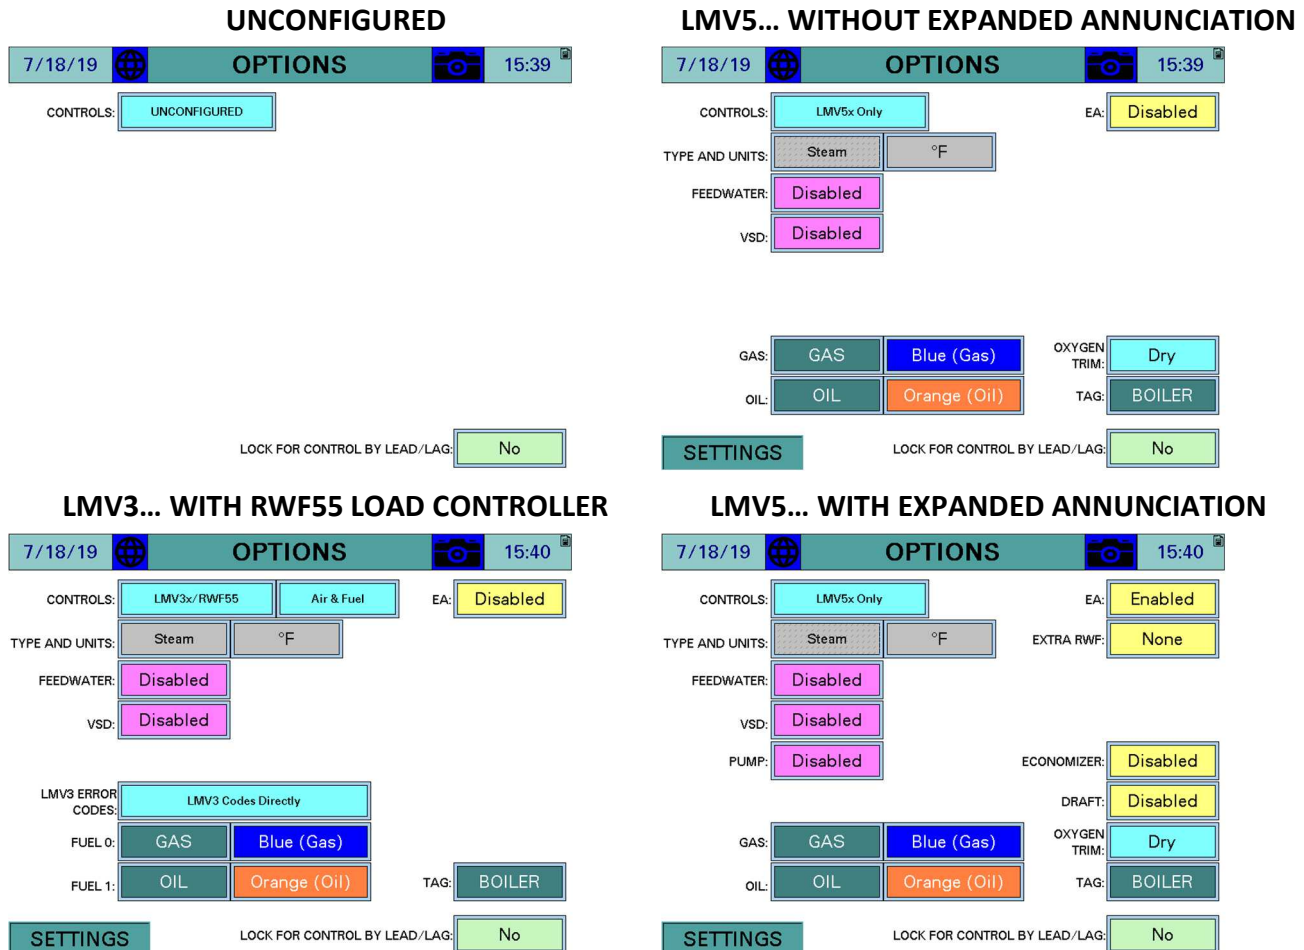 UNCONFIGURED
7/18/19 OPTIONS 15:39
CONTROLS: UNCONFIGURED
LOCK FOR CONTROL BY LEAD/LAG: No
LMV5... WITHOUT EXPANDED ANNUNCIATION
7/18/19 OPTIONS 15:39
CONTROLS: LMV5x Only EA: Disabled
TYPE AND UNITS: Steam °F
FEEDWATER: Disabled
VSD: Disabled
GAS: GAS Blue (Gas) OXYGEN TRIM: Dry
OIL: OIL Orange (Oil) TAG: BOILER
SETTINGS LOCK FOR CONTROL BY LEAD/LAG: No
LMV3... WITH RWF55 LOAD CONTROLLER
7/18/19 OPTIONS 15:40
CONTROLS: LMV3x/RWF55 Air & Fuel EA: Disabled
TYPE AND UNITS: Steam °F
FEEDWATER: Disabled
VSD: Disabled
LMV3 ERROR CODES: LMV3 Codes Directly
FUEL 0: GAS Blue (Gas)
FUEL 1: OIL Orange (Oil) TAG: BOILER
SETTINGS LOCK FOR CONTROL BY LEAD/LAG: No
LMV5... WITH EXPANDED ANNUNCIATION
7/18/19 OPTIONS 15:40
CONTROLS: LMV5x Only EA: Enabled
TYPE AND UNITS: Steam °F EXTRA RWF: None
FEEDWATER: Disabled
VSD: Disabled
PUMP: Disabled ECONOMIZER: Disabled
DRAFT: Disabled
GAS: GAS Blue (Gas) OXYGEN TRIM: Dry
OIL: OIL Orange (Oil) TAG: BOILER
SETTINGS LOCK FOR CONTROL BY LEAD/LAG: No